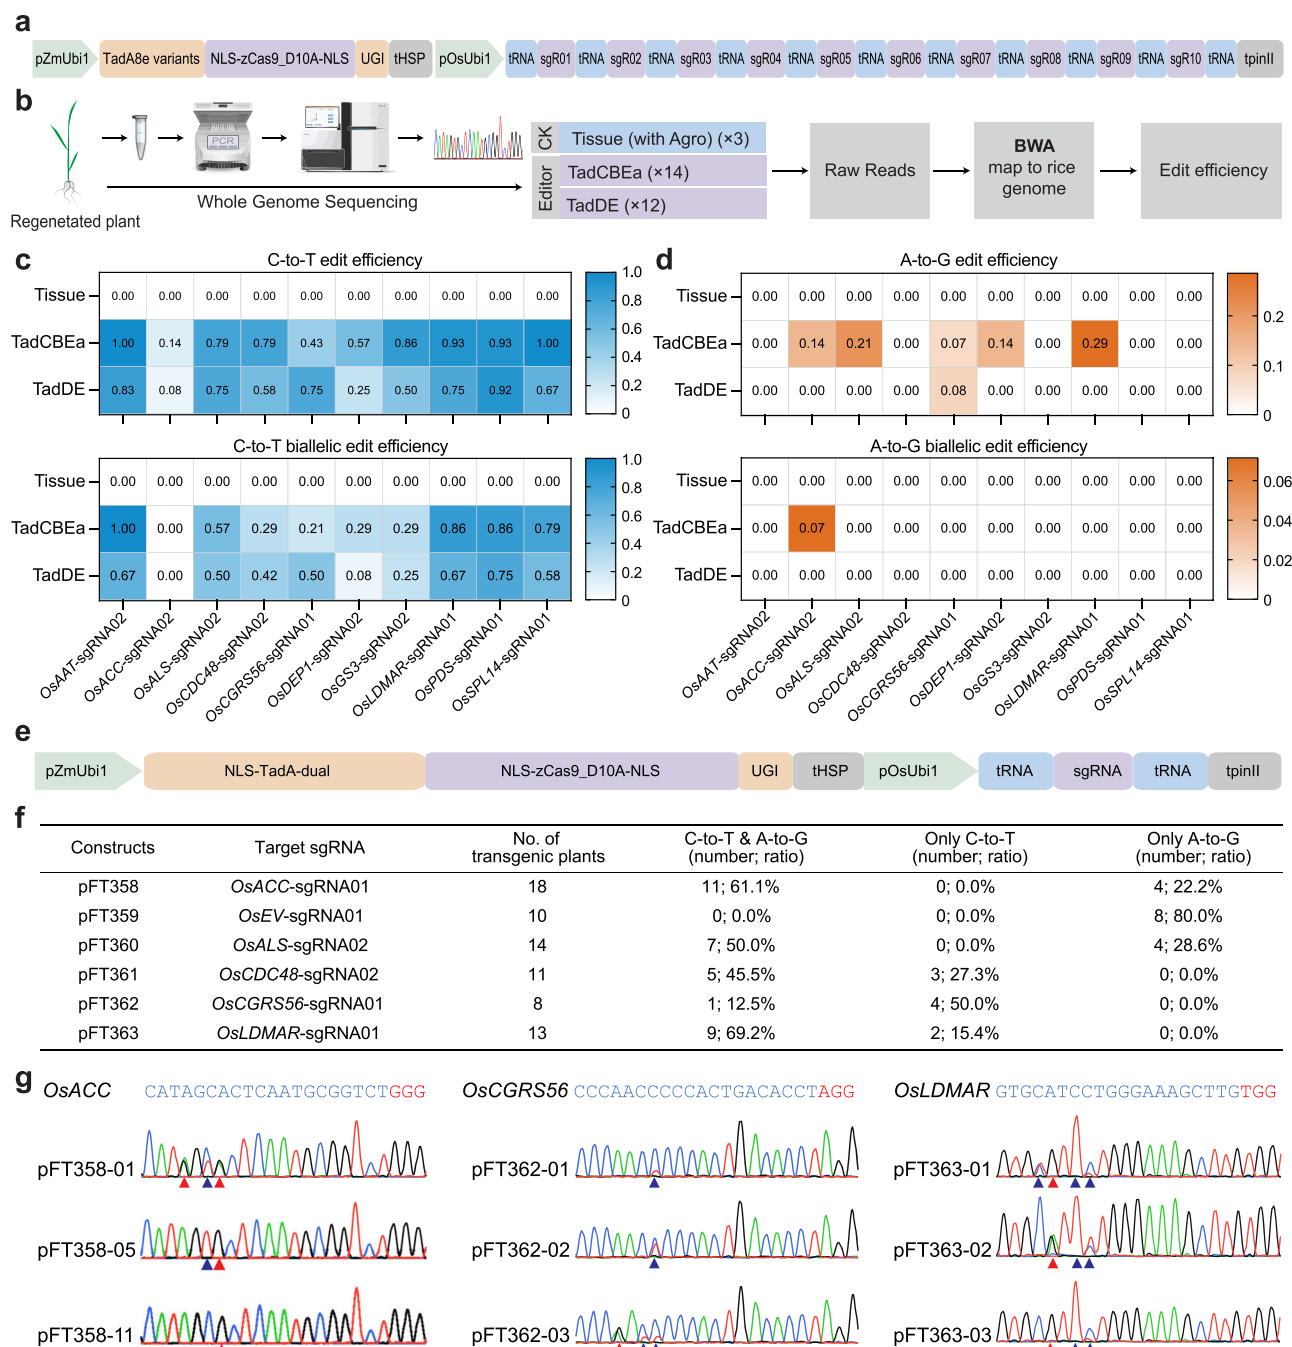 a
pZmUbi1 TadA8e variants NLS-zCas9_D10A-NLS UGI tHSP pOsUbi1 tRNA sgR01 tRNA sgR02 tRNA sgR03 tRNA sgR04 tRNA sgR05 tRNA sgR06 tRNA sgR07 tRNA sgR08 tRNA sgR09 tRNA sgR10 tRNA tpinII
b
PCR
Regenetated plant
Whole Genome Sequencing
CK
Editor
Tissue (with Agro) (×3)
TadCBEa (×14)
TadDE (×12)
Raw Reads
BWA
map to rice
genome
Edit efficiency
c
C-to-T edit efficiency
Tissue 0.00 0.00 0.00 0.00 0.00 0.00 0.00 0.00 0.00 0.00
TadCBEa 1.00 0.14 0.79 0.79 0.43 0.57 0.86 0.93 0.93 1.00
TadDE 0.83 0.08 0.75 0.58 0.75 0.25 0.50 0.75 0.92 0.67
1.0
0.8
0.6
0.4
0.2
0
C-to-T biallelic edit efficiency
Tissue 0.00 0.00 0.00 0.00 0.00 0.00 0.00 0.00 0.00 0.00
TadCBEa 1.00 0.00 0.57 0.29 0.21 0.29 0.29 0.86 0.86 0.79
TadDE 0.67 0.00 0.50 0.42 0.50 0.08 0.25 0.67 0.75 0.58
1.0
0.8
0.6
0.4
0.2
0
OsAAT-sgRNA02
OsACC-sgRNA02
OsALS-sgRNA02
OsCDC48-sgRNA02
OsCGRS56-sgRNA01
OsDEP1-sgRNA02
OsGS3-sgRNA02
OsLDMAR-sgRNA01
OsPDS-sgRNA01
OsSPL14-sgRNA01
d
A-to-G edit efficiency
Tissue 0.00 0.00 0.00 0.00 0.00 0.00 0.00 0.00 0.00 0.00
TadCBEa 0.00 0.14 0.21 0.00 0.07 0.14 0.00 0.29 0.00 0.00
TadDE 0.00 0.00 0.00 0.00 0.08 0.00 0.00 0.00 0.00 0.00
0.2
0.1
0
A-to-G biallelic edit efficiency
Tissue 0.00 0.00 0.00 0.00 0.00 0.00 0.00 0.00 0.00 0.00
TadCBEa 0.00 0.07 0.00 0.00 0.00 0.00 0.00 0.00 0.00 0.00
TadDE 0.00 0.00 0.00 0.00 0.00 0.00 0.00 0.00 0.00 0.00
0.06
0.04
0.02
0
OsAAT-sgRNA02
OsACC-sgRNA02
OsALS-sgRNA02
OsCDC48-sgRNA02
OsCGRS56-sgRNA01
OsDEP1-sgRNA02
OsGS3-sgRNA02
OsLDMAR-sgRNA01
OsPDS-sgRNA01
OsSPL14-sgRNA01
e
pZmUbi1 NLS-TadA-dual NLS-zCas9_D10A-NLS UGI tHSP pOsUbi1 tRNA sgRNA tRNA tpinII
f
Constructs Target sgRNA No. of transgenic plants C-to-T & A-to-G (number; ratio) Only C-to-T (number; ratio) Only A-to-G (number; ratio)
pFT358 OsACC-sgRNA01 18 11; 61.1% 0; 0.0% 4; 22.2%
pFT359 OsEV-sgRNA01 10 0; 0.0% 0; 0.0% 8; 80.0%
pFT360 OsALS-sgRNA02 14 7; 50.0% 0; 0.0% 4; 28.6%
pFT361 OsCDC48-sgRNA02 11 5; 45.5% 3; 27.3% 0; 0.0%
pFT362 OsCGRS56-sgRNA01 8 1; 12.5% 4; 50.0% 0; 0.0%
pFT363 OsLDMAR-sgRNA01 13 9; 69.2% 2; 15.4% 0; 0.0%
g
OsACC CATAGCACTCAATGCGGTCTGGG
pFT358-01
pFT358-05
pFT358-11
OsCGRS56 CCCAACCCCCACTGACACCTAGG
pFT362-01
pFT362-02
pFT362-03
OsLDMAR GTGCATCCTGGGAAAGCTTGTGG
pFT363-01
pFT363-02
pFT363-03